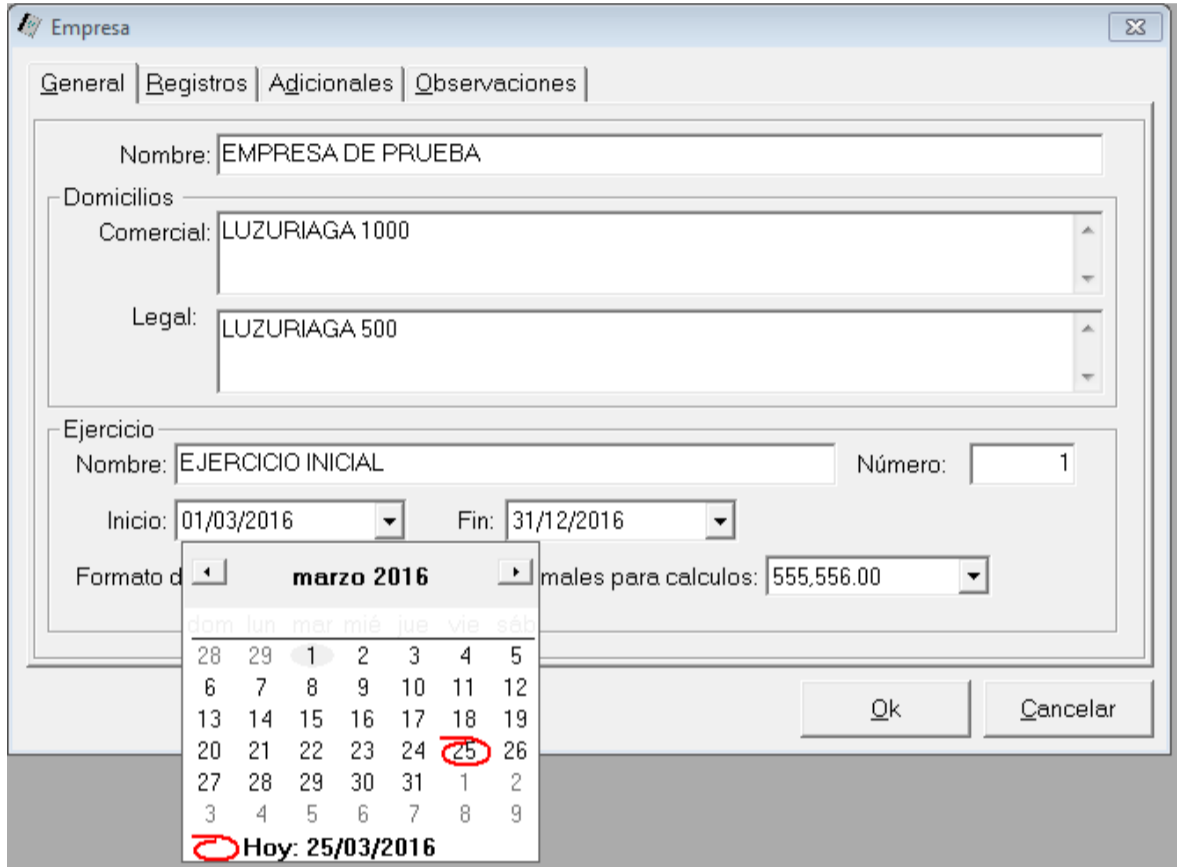 Empresa
General Registros Adicionales Observaciones
Nombre: EMPRESA DE PRUEBA
Domicilios
Comercial: LUZURIAGA 1000
Legal: LUZURIAGA 500
Ejercicio
Nombre: EJERCICIO INICIAL Número: 1
Inicio: 01/03/2016 Fin: 31/12/2016
Formato d males para calculos: 555,556.00
marzo 2016
dom lun mar mié jue vie sáb
28 29 1 2 3 4 5
6 7 8 9 10 11 12
13 14 15 16 17 18 19
20 21 22 23 24 25 26
27 28 29 30 31 1 2
3 4 5 6 7 8 9
Hoy: 25/03/2016
Ok Cancelar